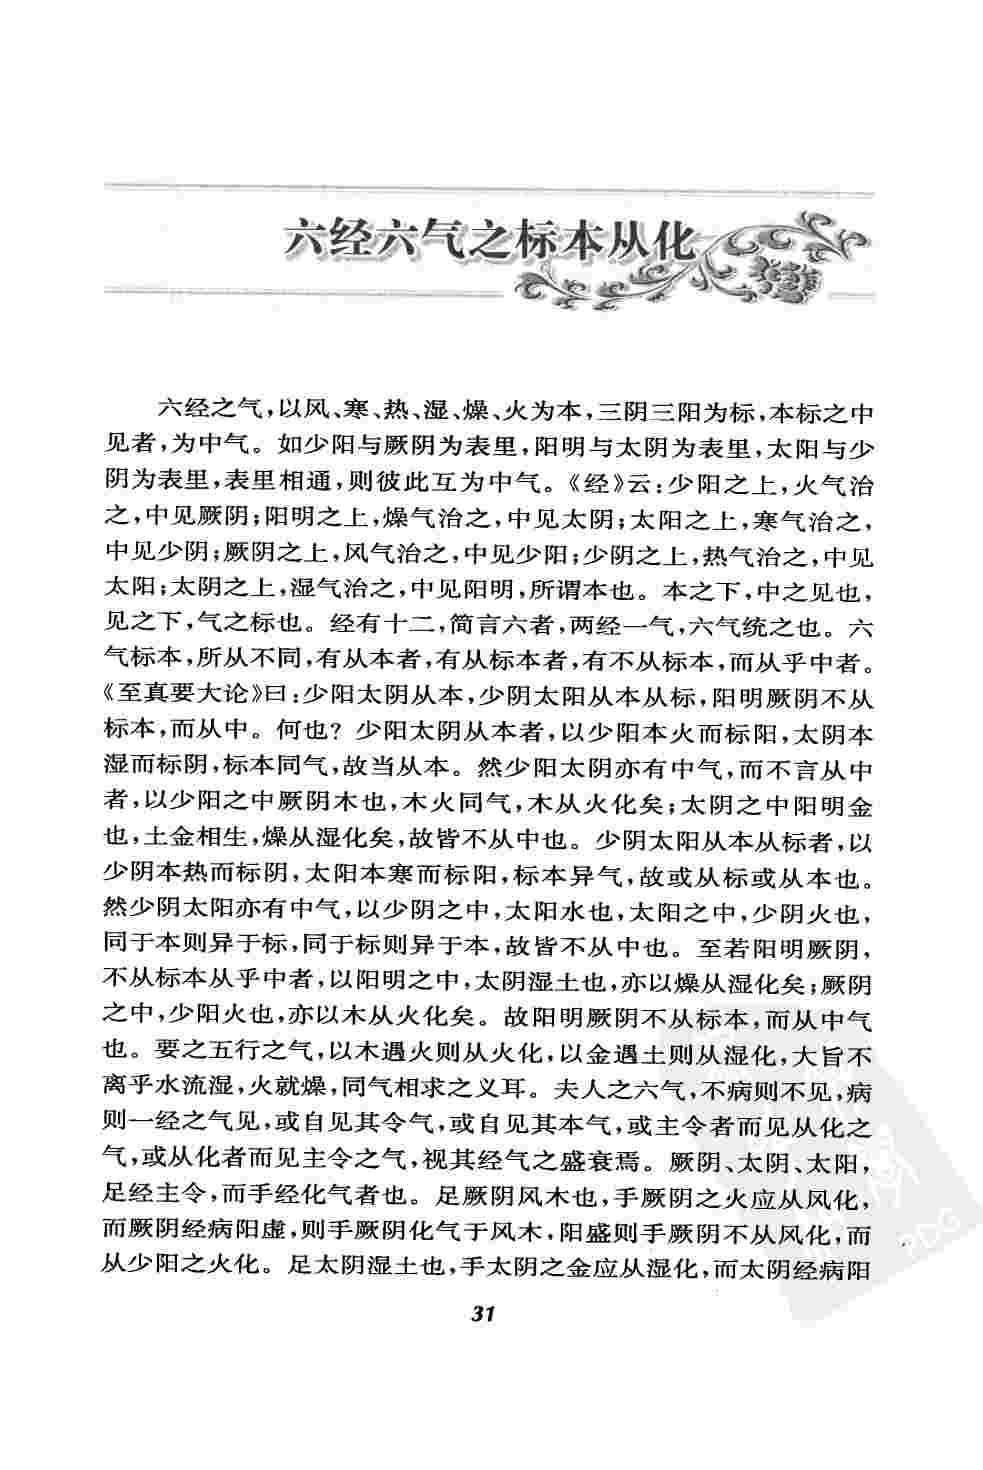 六经六气之标本从化
六经之气,以风、寒、热、湿、燥、火为本,三阴三阳为标,本标之中
见者,为中气。如少阳与厥阴为表里,阳明与太阴为表里,太阳与少
阴为表里,表里相通,则彼此互为中气。《经》云:少阳之上,火气治
之,中见厥阴;阳明之上,燥气治之,中见太阴;太阳之上,寒气治之,
中见少阴;厥阴之上,风气治之,中见少阳;少阴之上,热气治之,中见
太阳;太阴之上,湿气治之,中见阳明,所谓本也。本之下,中之见也,
见之下,气之标也。经有十二,简言六者,两经一气,六气统之也。六
气标本,所从不同,有从本者,有从标本者,有不从标本,而从乎中者。
《至真要大论》曰:少阳太阴从本,少阴太阳从本从标,阳明厥阴不从
标本,而从中。何也?少阳太阴从本者,以少阳本火而标阳,太阴本
湿而标阴,标本同气,故当从本。然少阳太阴亦有中气,而不言从中
者,以少阳之中厥阴木也,木火同气,木从火化矣;太阴之中阳明金
也,土金相生,燥从湿化矣,故皆不从中也。少阴太阳从本从标者,以
少阴本热而标阴,太阳本寒而标阳,标本异气,故或从标或从本也。
然少阴太阳亦有中气,以少阴之中,太阳水也,太阳之中,少阴火也,
同于本则异于标,同于标则异于本,故皆不从中也。至若阳明厥阴,
不从标本从乎中者,以阳明之中,太阴湿土也,亦以燥从湿化矣;厥阴
之中,少阳火也,亦以木从火化矣。故阳明厥阴不从标本,而从中气
也。要之五行之气,以木遇火则从火化,以金遇土则从湿化,大旨不
离乎水流湿,火就燥,同气相求之义耳。夫人之六气,不病则不见,病
则一经之气见,或自见其令气,或自见其本气,或主令者而见从化之
气,或从化者而见主令之气,视其经气之盛衰焉。厥阴、太阴、太阳,
足经主令,而手经化气者也。足厥阴风木也,手厥阴之火应从风化,
而厥阴经病阳虚,则手厥阴化气于风木,阳盛则手厥阴不从风化,而
从少阳之火化。足太阴湿土也,手太阴之金应从湿化,而太阴经病阳
31
PDG